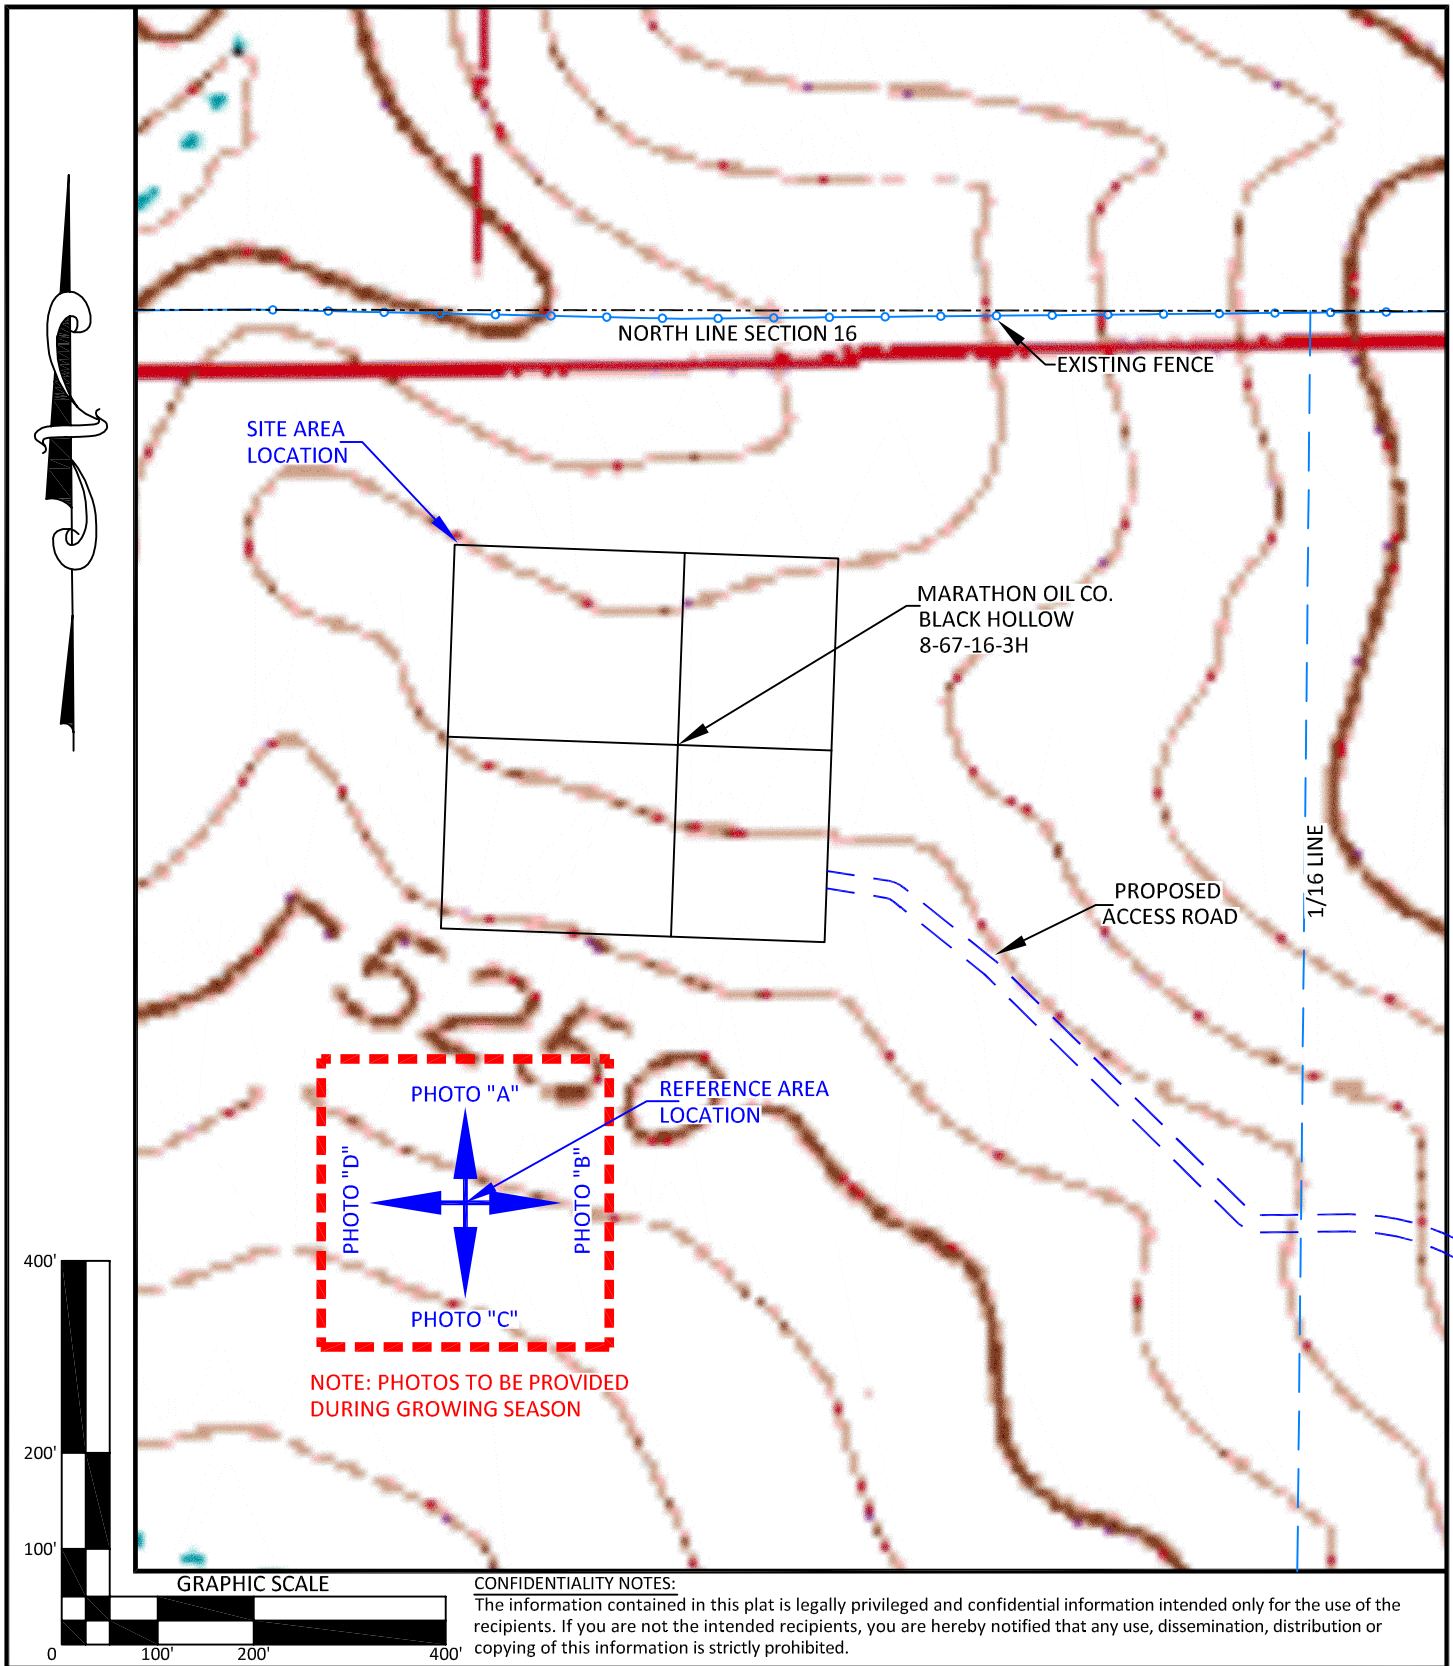 NORTH LINE SECTION 16
EXISTING FENCE
SITE AREA
LOCATION
MARATHON OIL CO.
BLACK HOLLOW
8-67-16-3H
1/16 LINE
PROPOSED
ACCESS ROAD
5250
PHOTO "A"
REFERENCE AREA
LOCATION
PHOTO "D"
PHOTO "B"
PHOTO "C"
NOTE: PHOTOS TO BE PROVIDED
DURING GROWING SEASON
400'
200'
100'
GRAPHIC SCALE
0 100' 200' 400'
CONFIDENTIALITY NOTES:
The information contained in this plat is legally privileged and confidential information intended only for the use of the
recipients. If you are not the intended recipients, you are hereby notified that any use, dissemination, distribution or
copying of this information is strictly prohibited.